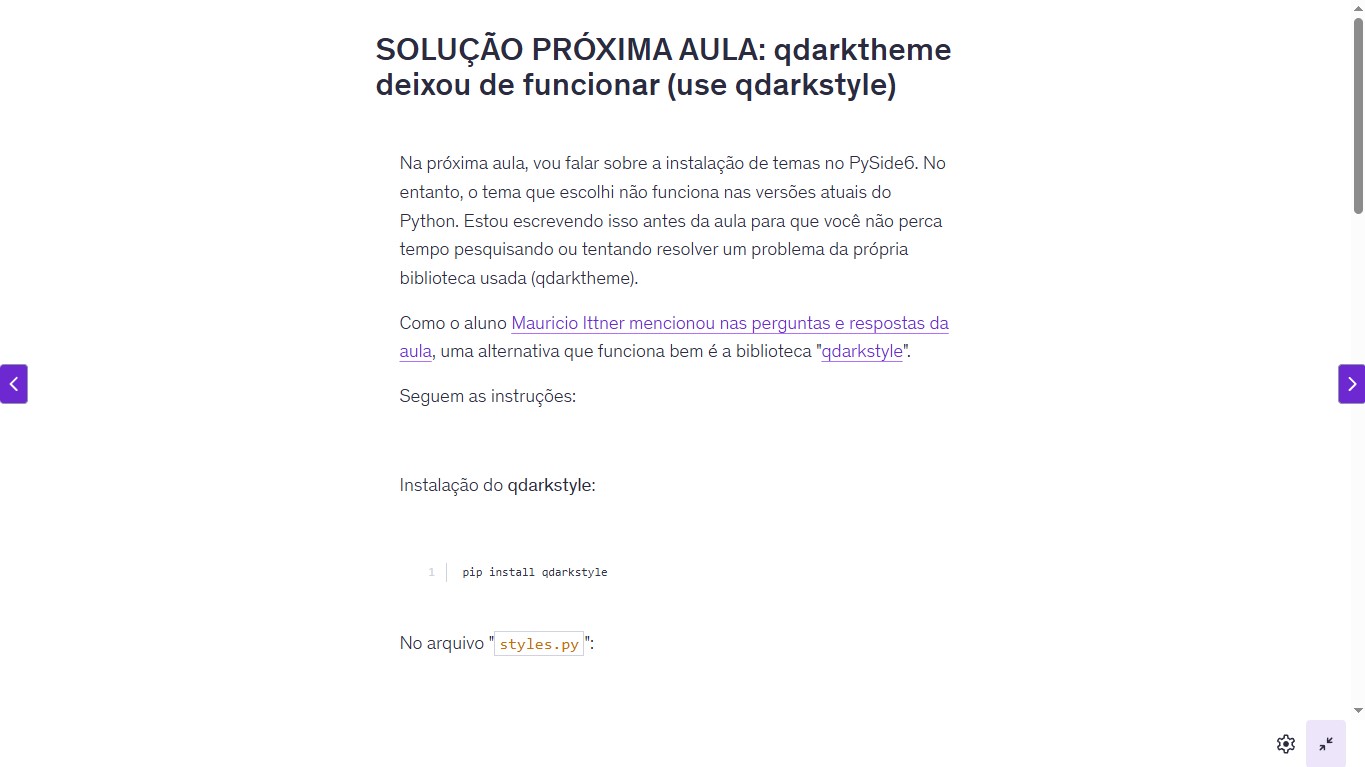 SOLUÇÃO PRÓXIMA AULA: qdarktheme
deixou de funcionar (use qdarkstyle)
Na próxima aula, vou falar sobre a instalação de temas no PySide6. No
entanto, o tema que escolhi não funciona nas versões atuais do
Python. Estou escrevendo isso antes da aula para que você não perca
tempo pesquisando ou tentando resolver um problema da própria
biblioteca usada (qdarktheme).
Como o aluno Mauricio Ittner mencionou nas perguntas e respostas da
aula, uma alternativa que funciona bem é a biblioteca "qdarkstyle".
Seguem as instruções:
Instalação do qdarkstyle:
1 pip install qdarkstyle
No arquivo "styles.py":